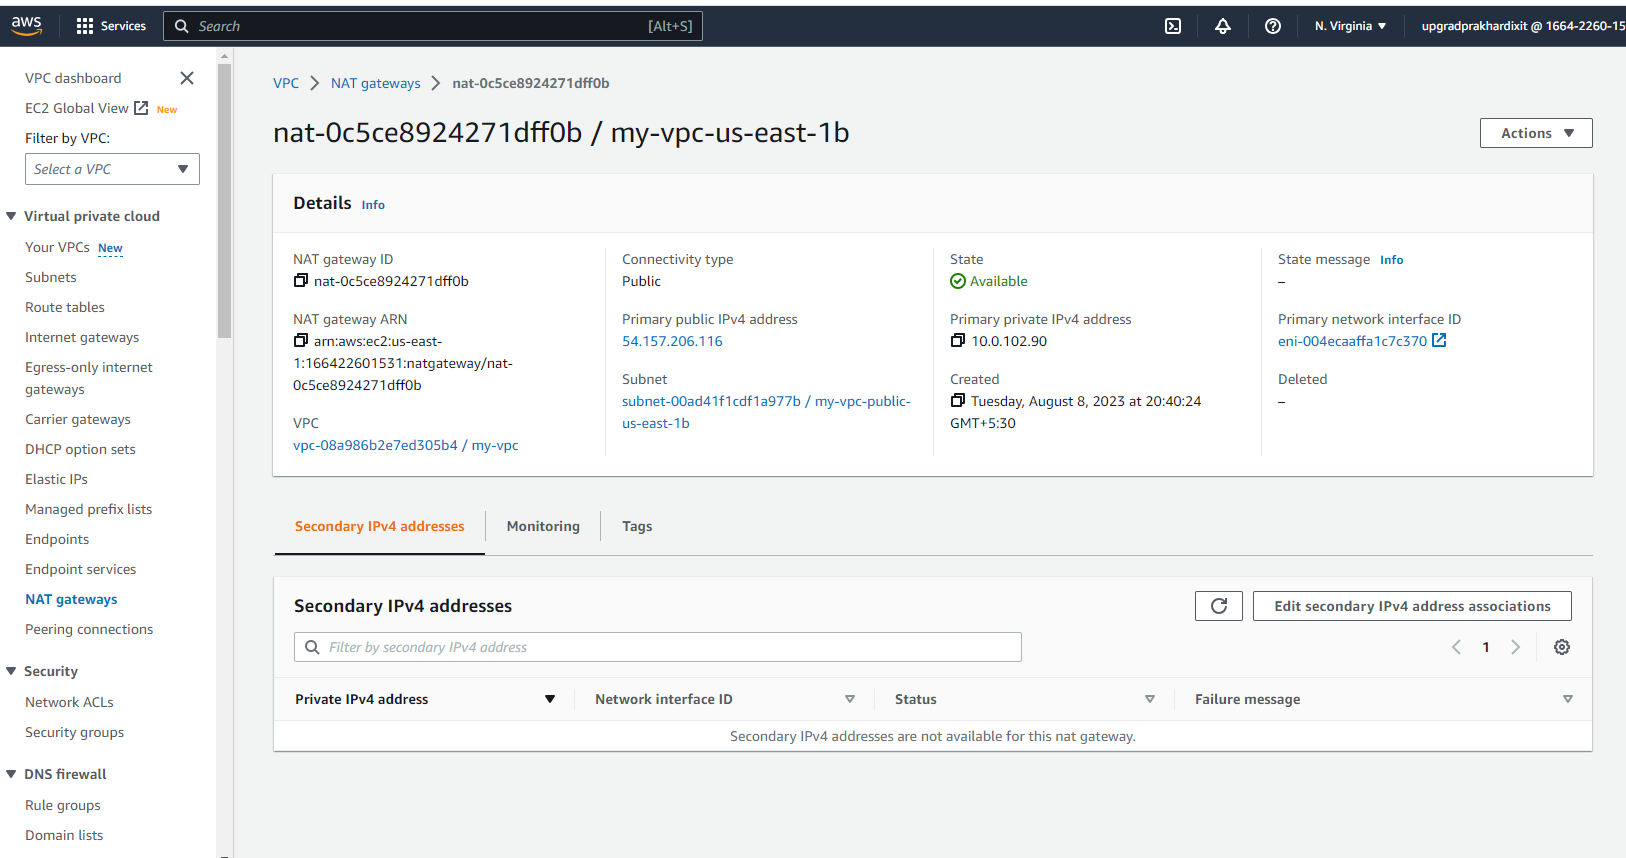 aws
Services
Search
[Alt+S]
N. Virginia
upgradprakhardixit @ 1664-2260-15
VPC dashboard
EC2 Global View New
Filter by VPC:
Select a VPC
Virtual private cloud
Your VPCs New
Subnets
Route tables
Internet gateways
Egress-only internet
gateways
Carrier gateways
DHCP option sets
Elastic IPs
Managed prefix lists
Endpoints
Endpoint services
NAT gateways
Peering connections
Security
Network ACLs
Security groups
DNS firewall
Rule groups
Domain lists
VPC > NAT gateways > nat-0c5ce8924271dff0b
nat-0c5ce8924271dff0b / my-vpc-us-east-1b
Actions
Details Info
NAT gateway ID
nat-0c5ce8924271dff0b
NAT gateway ARN
arn:aws:ec2:us-east-
1:166422601531:natgateway/nat-
0c5ce8924271dff0b
VPC
vpc-08a986b2e7ed305b4 / my-vpc
Connectivity type
Public
Primary public IPv4 address
54.157.206.116
Subnet
subnet-00ad41f1cdf1a977b / my-vpc-public-
us-east-1b
State
Available
Primary private IPv4 address
10.0.102.90
Created
Tuesday, August 8, 2023 at 20:40:24
GMT+5:30
State message Info
–
Primary network interface ID
eni-004ecaaffa1c7c370
Deleted
–
Secondary IPv4 addresses
Monitoring
Tags
Secondary IPv4 addresses
Edit secondary IPv4 address associations
Filter by secondary IPv4 address
1
Private IPv4 address
Network interface ID
Status
Failure message
Secondary IPv4 addresses are not available for this nat gateway.